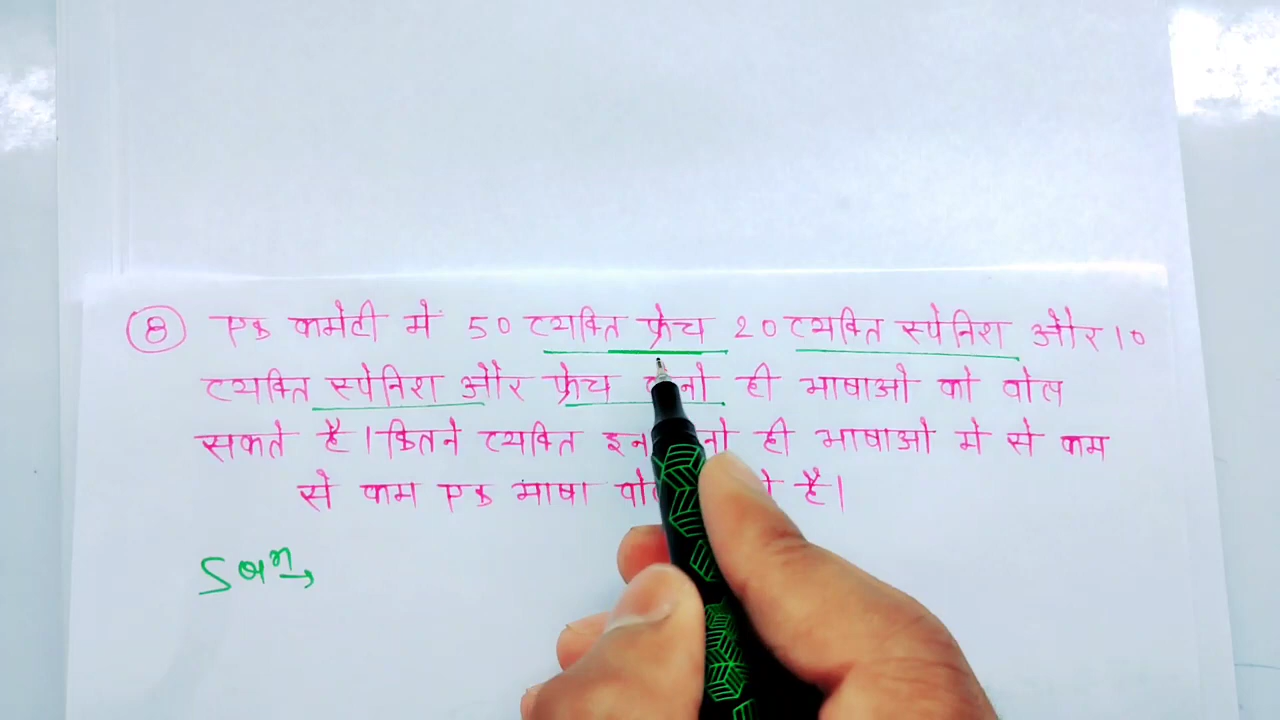 ⑧ एक कमेटी में 50 व्यक्ति फ्रेंच 20 व्यक्ति स्पेनिश और 10
व्यक्ति स्पेनिश और फ्रेच ही भाषाओ को बोल
सकते है। कितने व्यक्ति इन ही भाषाओ मे से कम
से कम एक भाषा है।
Solⁿ→